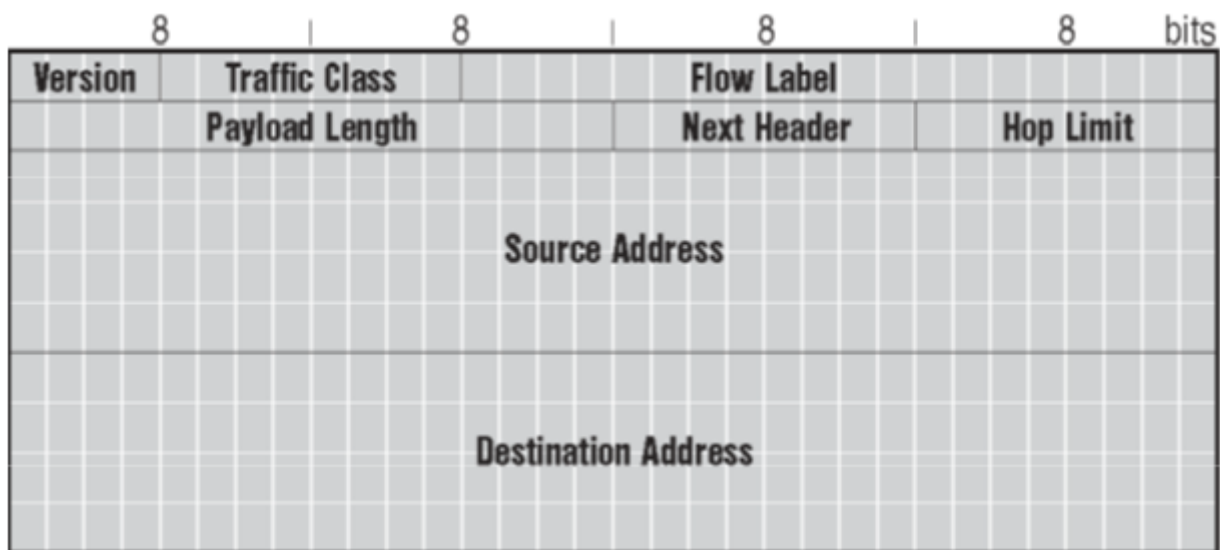 8 8 8 8 bits
Version Traffic Class Flow Label
Payload Length Next Header Hop Limit
Source Address
Destination Address